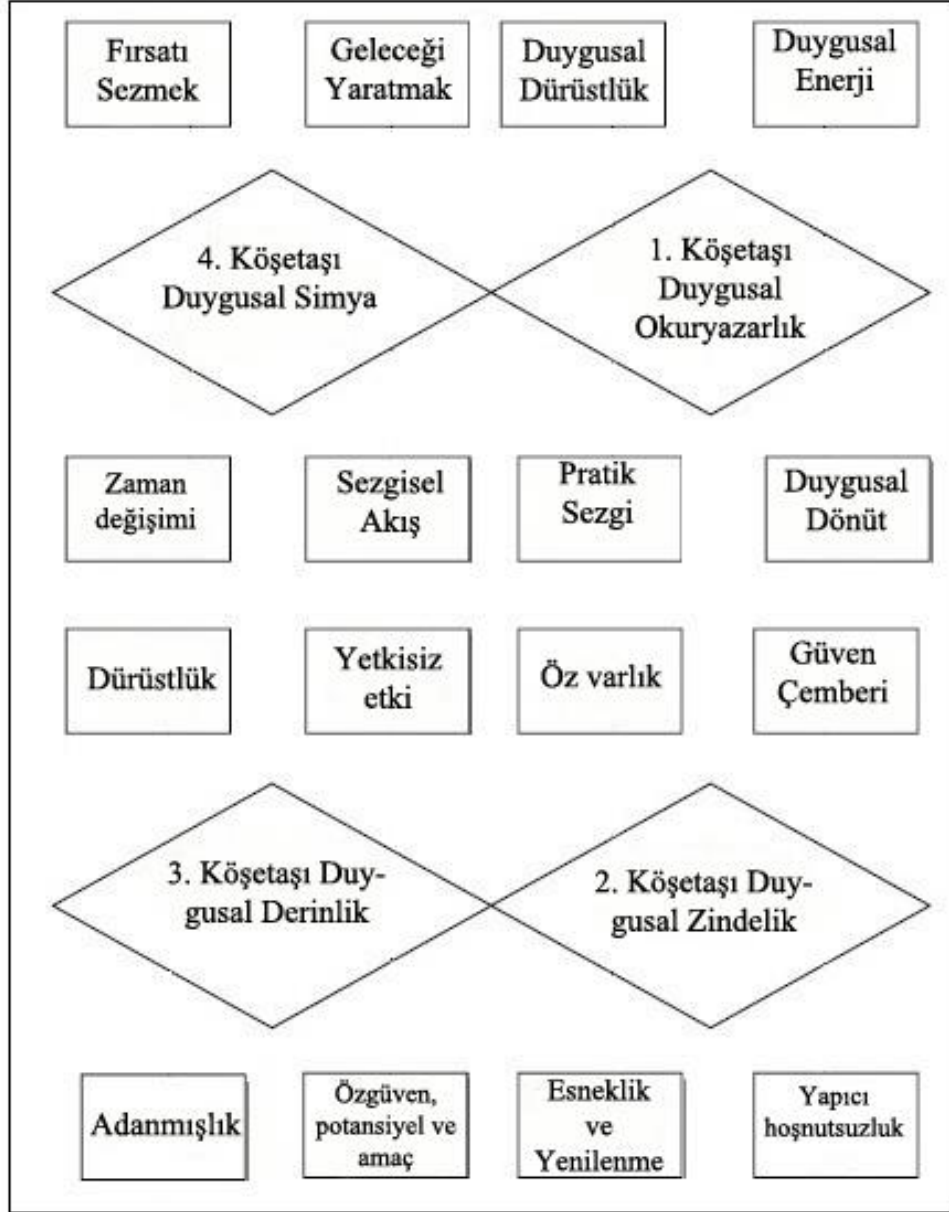 Fırsatı
Sezmek
Geleceği
Yaratmak
Duygusal
Dürüstlük
Duygusal
Enerji
4. Köşetaşı
Duygusal Simya
1. Köşetaşı
Duygusal
Okuryazarlık
Zaman
değişimi
Sezgisel
Akış
Pratik
Sezgi
Duygusal
Dönüt
Dürüstlük
Yetkisiz
etki
Öz varlık
Güven
Çemberi
3. Köşetaşı Duy-
gusal Derinlik
2. Köşetaşı Duy-
gusal Zindelik
Adanmışlık
Özgüven,
potansiyel ve
amaç
Esneklik
ve
Yenilenme
Yapıcı
hoşnutsuzluk